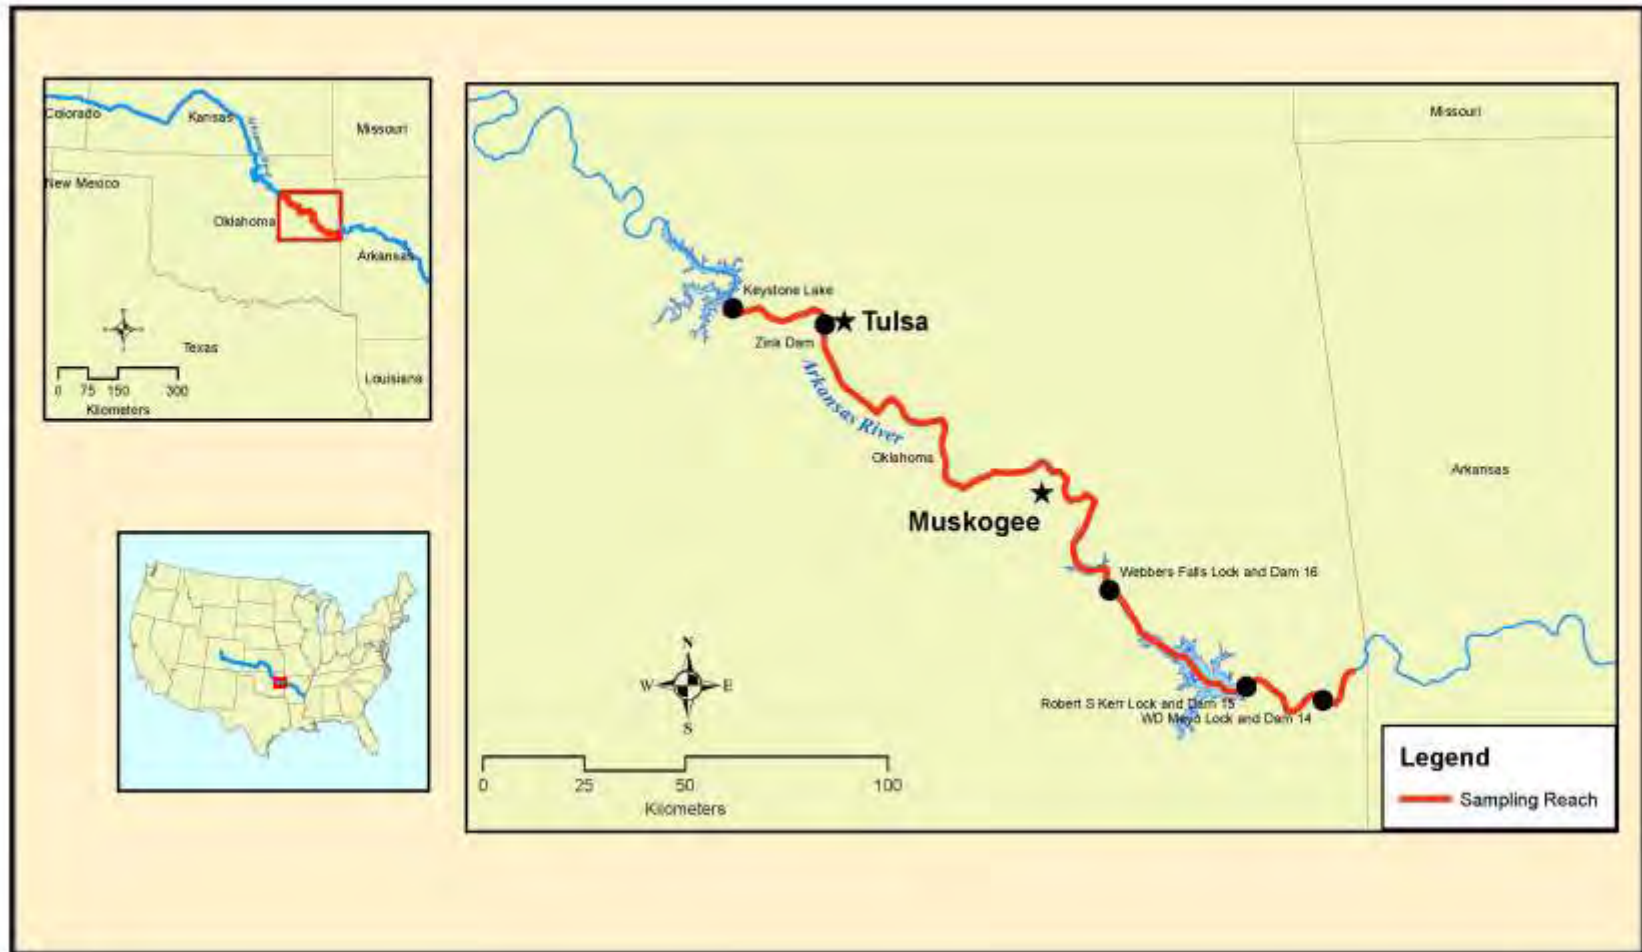 Colorado
Kansas
Missouri
New Mexico
Oklahoma
Arkansas
Texas
Louisiana
0 75 150 300
Kilometers
Missouri
Keystone Lake
Tulsa
Zink Dam
Arkansas River
Oklahoma
Arkansas
Muskogee
Webbers Falls Lock and Dam 16
N
W E
S
Robert S Kerr Lock and Dam 15
WD Mayo Lock and Dam 14
0 25 50 100
Kilometers
Legend
Sampling Reach